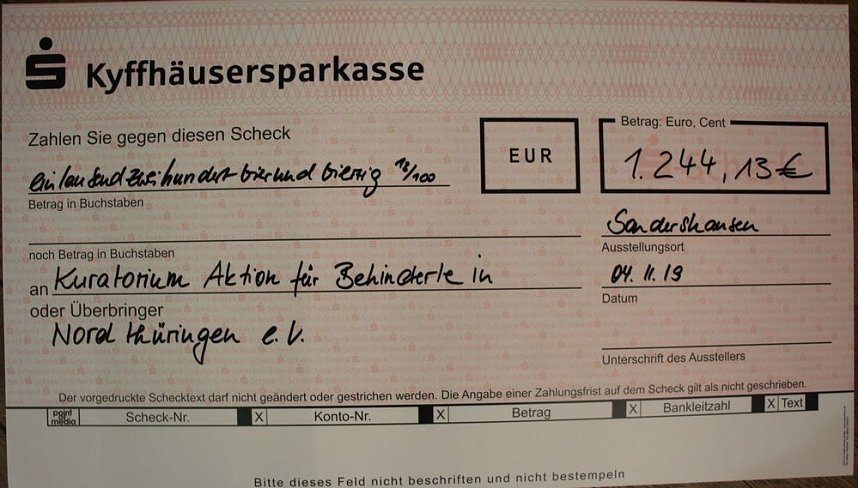 Kyffhäusersparkasse
Zahlen Sie gegen diesen Scheck
EUR
Betrag: Euro, Cent
1.244,13 €
eintausendzweihundertvierundvierzig 13/100
Betrag in Buchstaben
Sondershausen
noch Betrag in Buchstaben
Ausstellungsort
an Kuratorium Aktion für Behinderte in
04.11.19
oder Überbringer
Datum
Nordthüringen e.V.
Unterschrift des Ausstellers
Der vorgedruckte Schecktext darf nicht geändert oder gestrichen werden. Die Angabe einer Zahlungsfrist auf dem Scheck gilt als nicht geschrieben.
print media Scheck-Nr. X Konto-Nr. X Betrag X Bankleitzahl X Text
Bitte dieses Feld nicht beschriften und nicht bestempeln